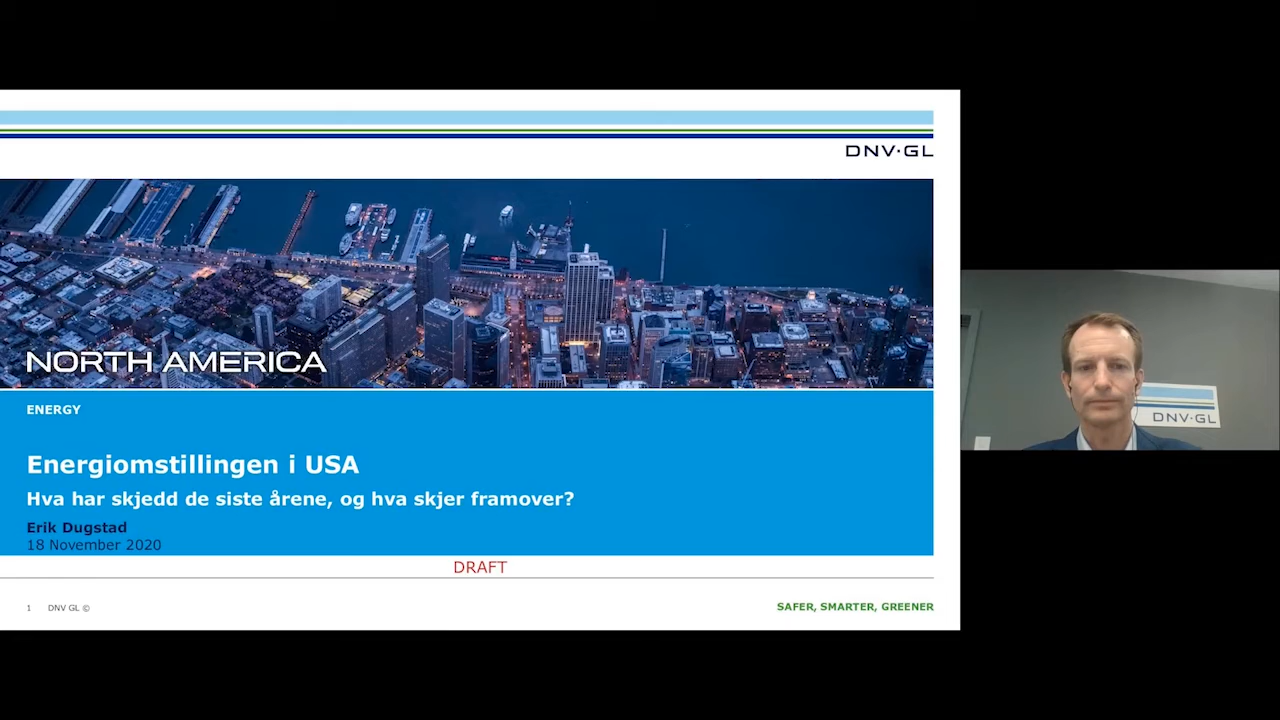 DNV·GL
NORTH AMERICA
ENERGY
Energiomstillingen i USA
Hva har skjedd de siste årene, og hva skjer framover?
Erik Dugstad
18 November 2020
DRAFT
1 DNV GL ©
SAFER, SMARTER, GREENER
DNV·GL